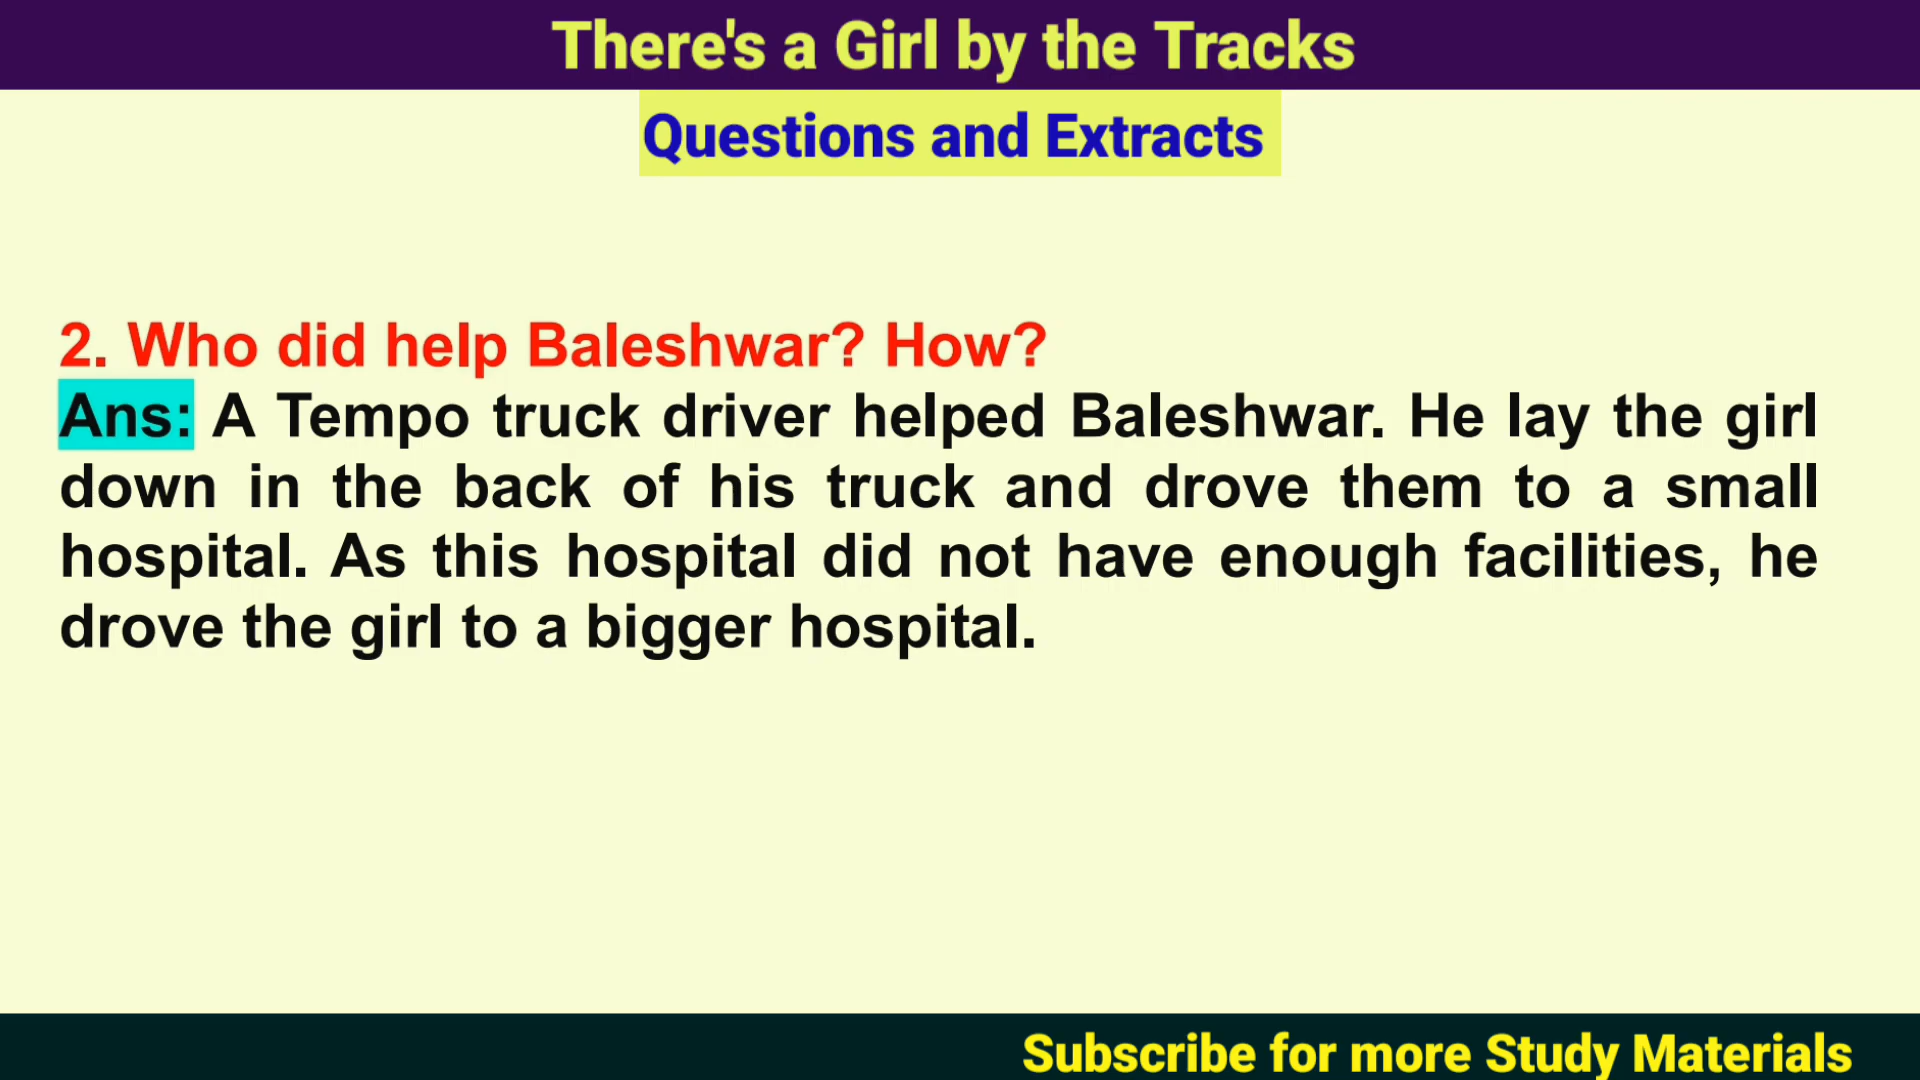 There's a Girl by the Tracks
Questions and Extracts
2. Who did help Baleshwar? How?
Ans: A Tempo truck driver helped Baleshwar. He lay the girl
down in the back of his truck and drove them to a small
hospital. As this hospital did not have enough facilities, he
drove the girl to a bigger hospital.
Subscribe for more Study Materials